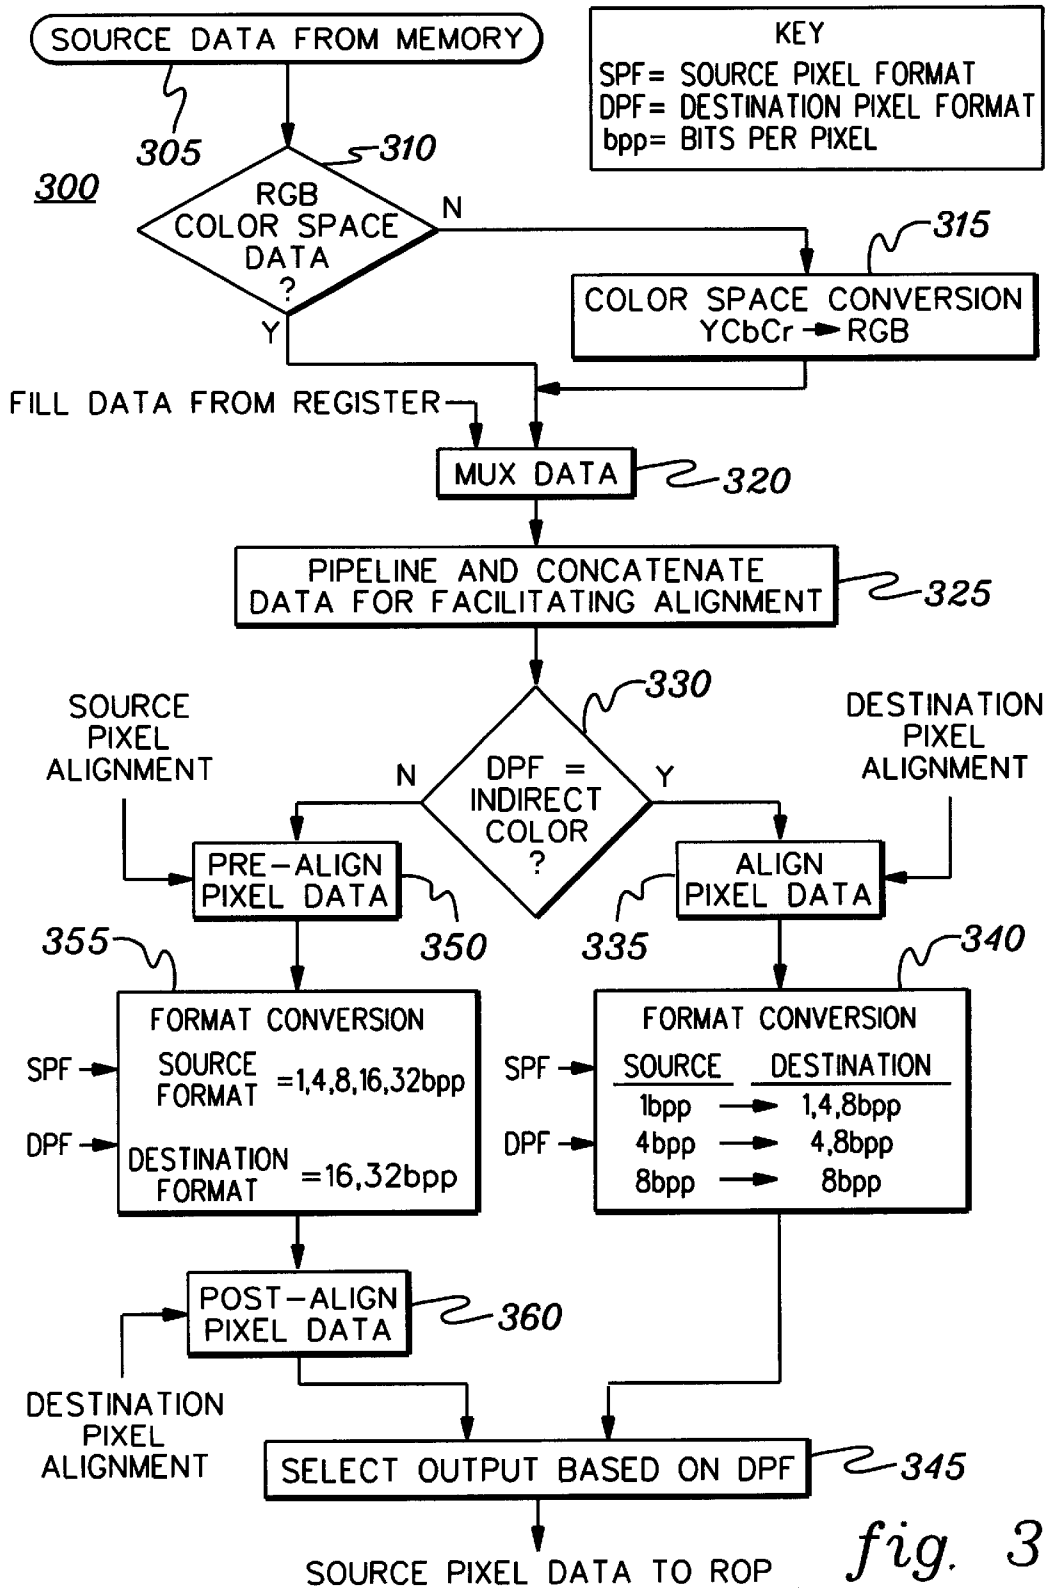 SOURCE DATA FROM MEMORY
KEY
SPF= SOURCE PIXEL FORMAT
DPF= DESTINATION PIXEL FORMAT
bpp= BITS PER PIXEL
305
310
300
RGB
COLOR SPACE
DATA
?
N
Y
315
COLOR SPACE CONVERSION
YCbCr → RGB
FILL DATA FROM REGISTER
MUX DATA
320
PIPELINE AND CONCATENATE
DATA FOR FACILITATING ALIGNMENT
325
330
SOURCE
PIXEL
ALIGNMENT
DESTINATION
PIXEL
ALIGNMENT
N
DPF =
INDIRECT
COLOR
?
Y
PRE-ALIGN
PIXEL DATA
350
ALIGN
PIXEL DATA
335
355
340
FORMAT CONVERSION
SPF
SOURCE
FORMAT =1,4,8,16,32bpp
DPF
DESTINATION
FORMAT =16,32bpp
FORMAT CONVERSION
SOURCE DESTINATION
SPF
1bpp → 1,4,8bpp
DPF
4bpp → 4,8bpp
8bpp → 8bpp
POST-ALIGN
PIXEL DATA
360
DESTINATION
PIXEL
ALIGNMENT
SELECT OUTPUT BASED ON DPF
345
SOURCE PIXEL DATA TO ROP
fig. 3